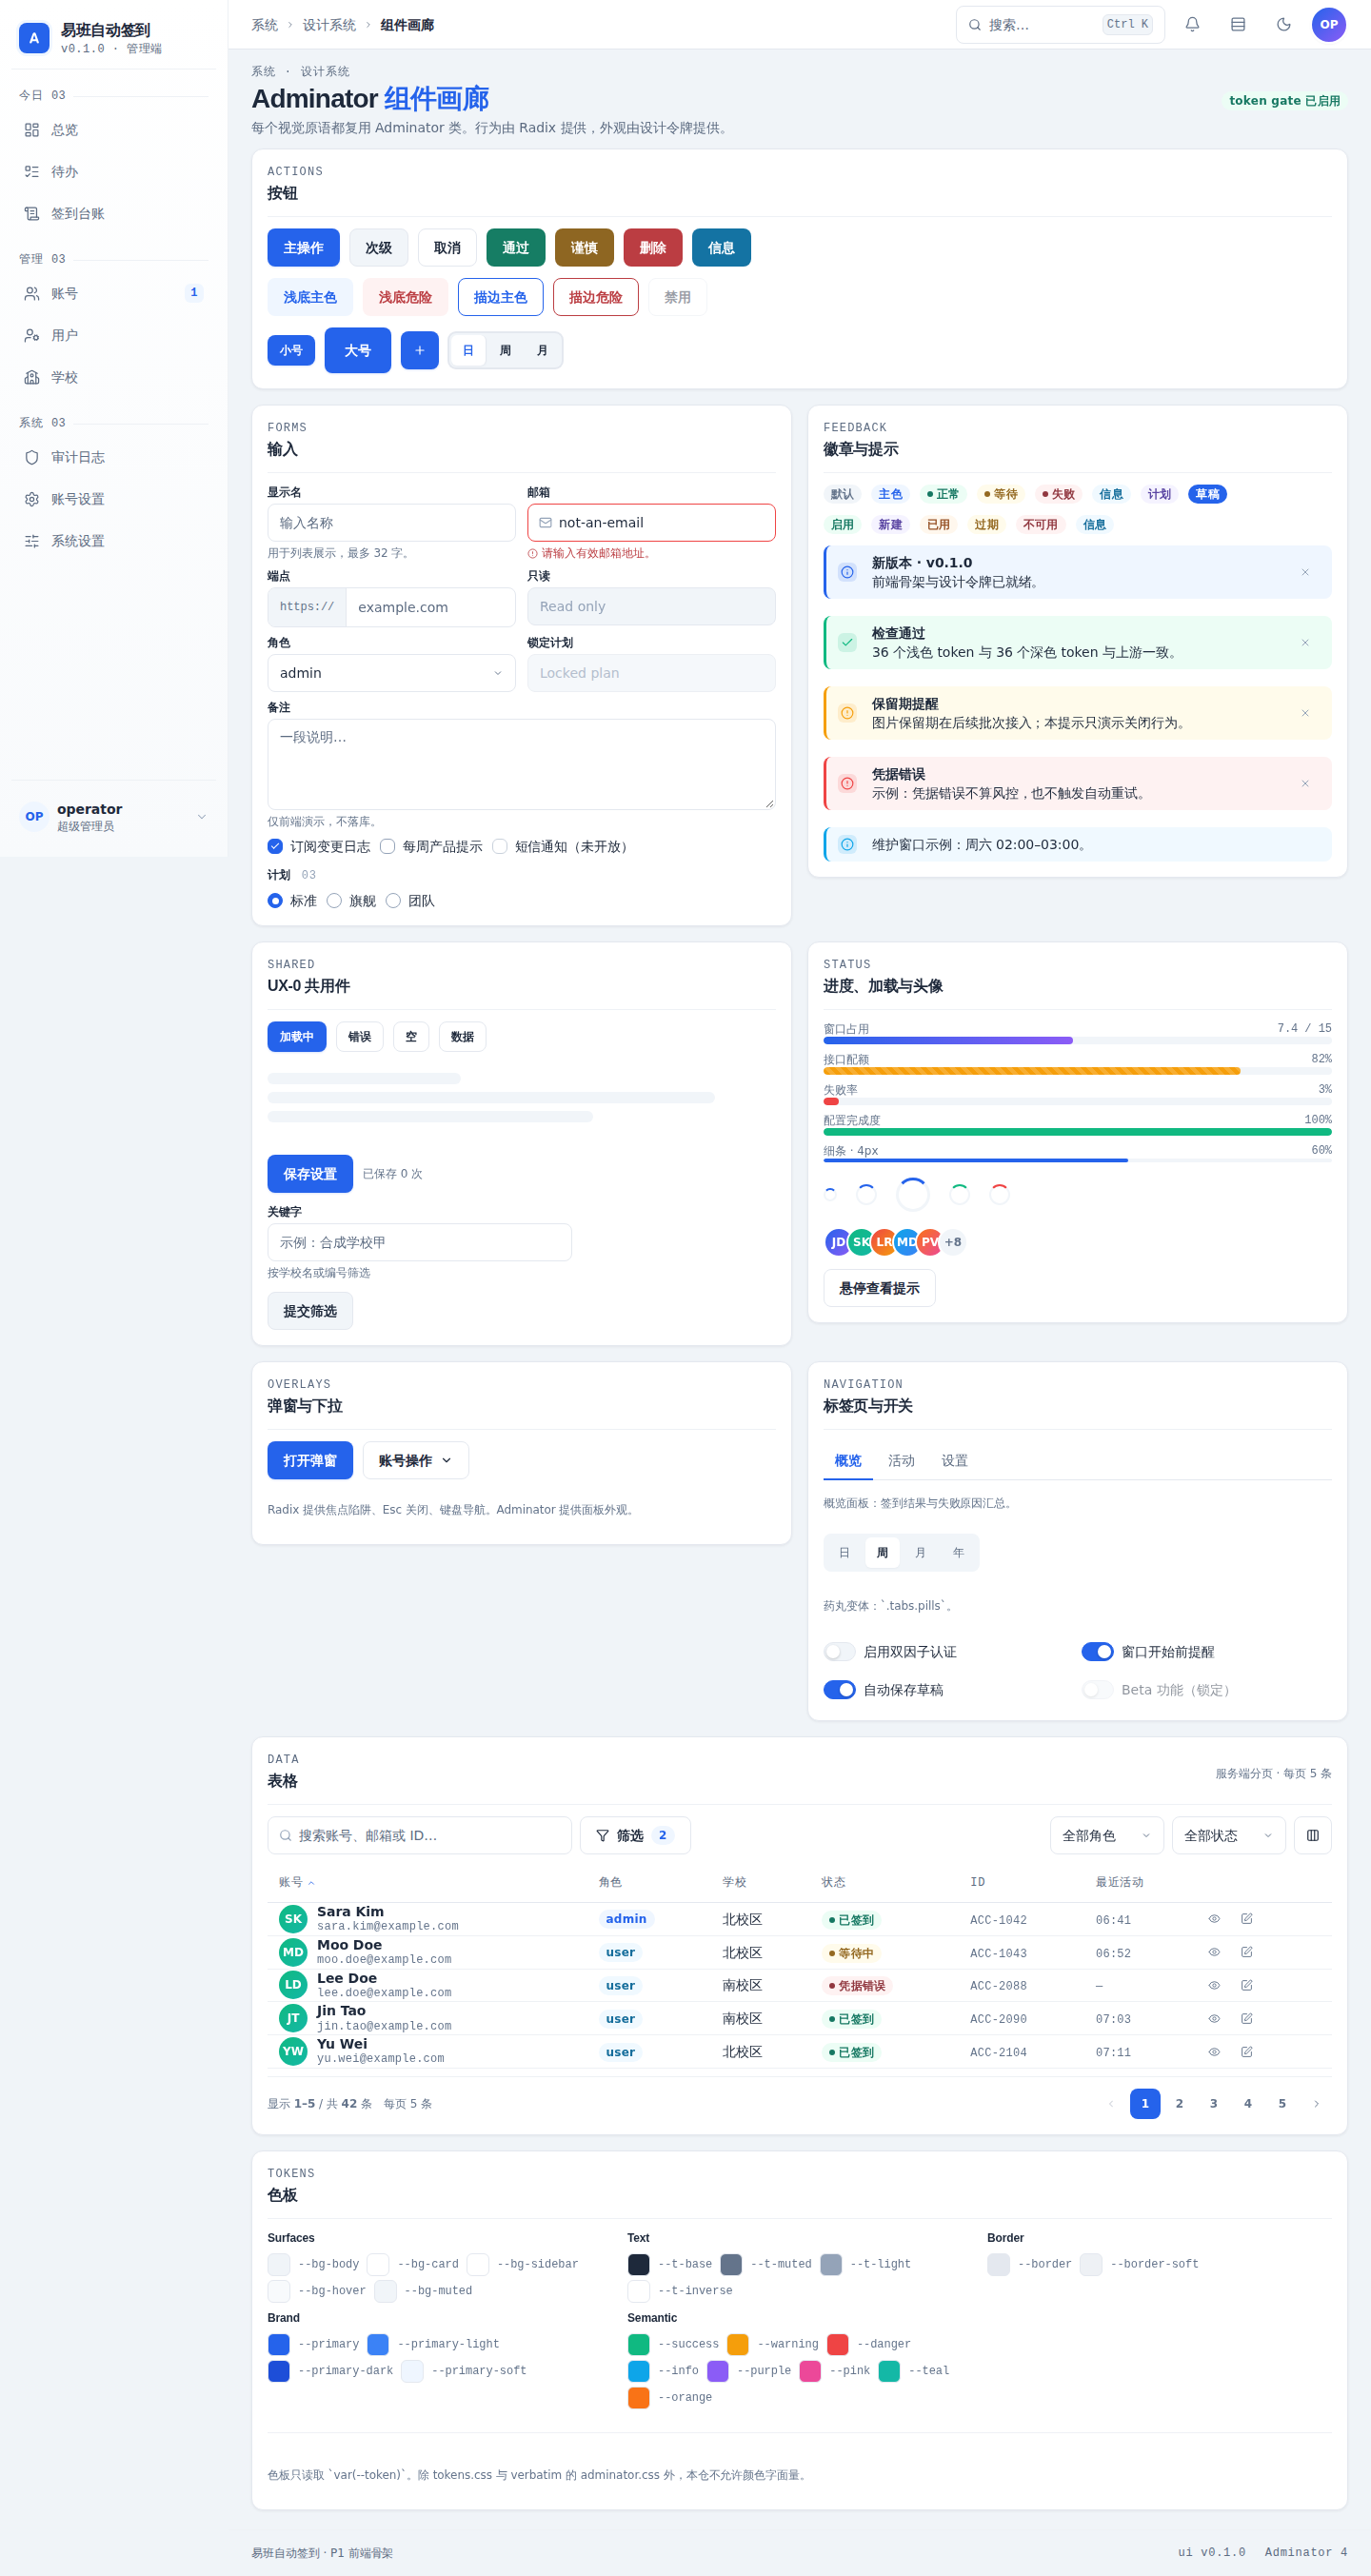 A
易班自动签到
v0.1.0 · 管理端
今日 03
总览
待办
签到台账
管理 03
账号 1
用户
学校
系统 03
审计日志
账号设置
系统设置
OP
operator
超级管理员
系统 › 设计系统 › 组件画廊
搜索… Ctrl K
OP
系统 · 设计系统
Adminator 组件画廊
token gate 已启用
每个视觉原语都复用 Adminator 类。行为由 Radix 提供，外观由设计令牌提供。
ACTIONS
按钮
主操作 次级 取消 通过 谨慎 删除 信息
浅底主色 浅底危险 描边主色 描边危险 禁用
小号 大号 + 日 周 月
FORMS
输入
显示名 邮箱
输入名称 not-an-email
用于列表展示，最多 32 字。 请输入有效邮箱地址。
端点 只读
https:// example.com Read only
角色 锁定计划
admin Locked plan
备注
一段说明…
仅前端演示，不落库。
订阅变更日志 每周产品提示 短信通知（未开放）
计划 03
标准 旗舰 团队
FEEDBACK
徽章与提示
默认 主色 正常 等待 失败 信息 计划 草稿
启用 新建 已用 过期 不可用 信息
新版本 · v0.1.0
前端骨架与设计令牌已就绪。
检查通过
36 个浅色 token 与 36 个深色 token 与上游一致。
保留期提醒
图片保留期在后续批次接入；本提示只演示关闭行为。
凭据错误
示例：凭据错误不算风控，也不触发自动重试。
维护窗口示例：周六 02:00–03:00。
SHARED
UX-0 共用件
加载中 错误 空 数据
保存设置 已保存 0 次
关键字
示例：合成学校甲
按学校名或编号筛选
提交筛选
STATUS
进度、加载与头像
窗口占用 7.4 / 15
接口配额 82%
失败率 3%
配置完成度 100%
细条 · 4px 60%
JD SK LR MD PV +8
悬停查看提示
OVERLAYS
弹窗与下拉
打开弹窗 账号操作
Radix 提供焦点陷阱、Esc 关闭、键盘导航。Adminator 提供面板外观。
NAVIGATION
标签页与开关
概览 活动 设置
概览面板：签到结果与失败原因汇总。
日 周 月 年
药丸变体：`.tabs.pills`。
启用双因子认证 窗口开始前提醒
自动保存草稿 Beta 功能（锁定）
DATA
表格
服务端分页 · 每页 5 条
搜索账号、邮箱或 ID… 筛选 2 全部角色 全部状态
账号 角色 学校 状态 ID 最近活动
SK Sara Kim admin 北校区 已签到 ACC-1042 06:41
sara.kim@example.com
MD Moo Doe user 北校区 等待中 ACC-1043 06:52
moo.doe@example.com
LD Lee Doe user 南校区 凭据错误 ACC-2088 —
lee.doe@example.com
JT Jin Tao user 南校区 已签到 ACC-2090 07:03
jin.tao@example.com
YW Yu Wei user 北校区 已签到 ACC-2104 07:11
yu.wei@example.com
显示 1–5 / 共 42 条 每页 5 条 ‹ 1 2 3 4 5 ›
TOKENS
色板
Surfaces
--bg-body --bg-card --bg-sidebar
--bg-hover --bg-muted
Text
--t-base --t-muted --t-light
--t-inverse
Border
--border --border-soft
Brand
--primary --primary-light
--primary-dark --primary-soft
Semantic
--success --warning --danger
--info --purple --pink --teal
--orange
色板只读取 `var(--token)`。除 tokens.css 与 verbatim 的 adminator.css 外，本仓不允许颜色字面量。
易班自动签到 · P1 前端骨架 ui v0.1.0 Adminator 4